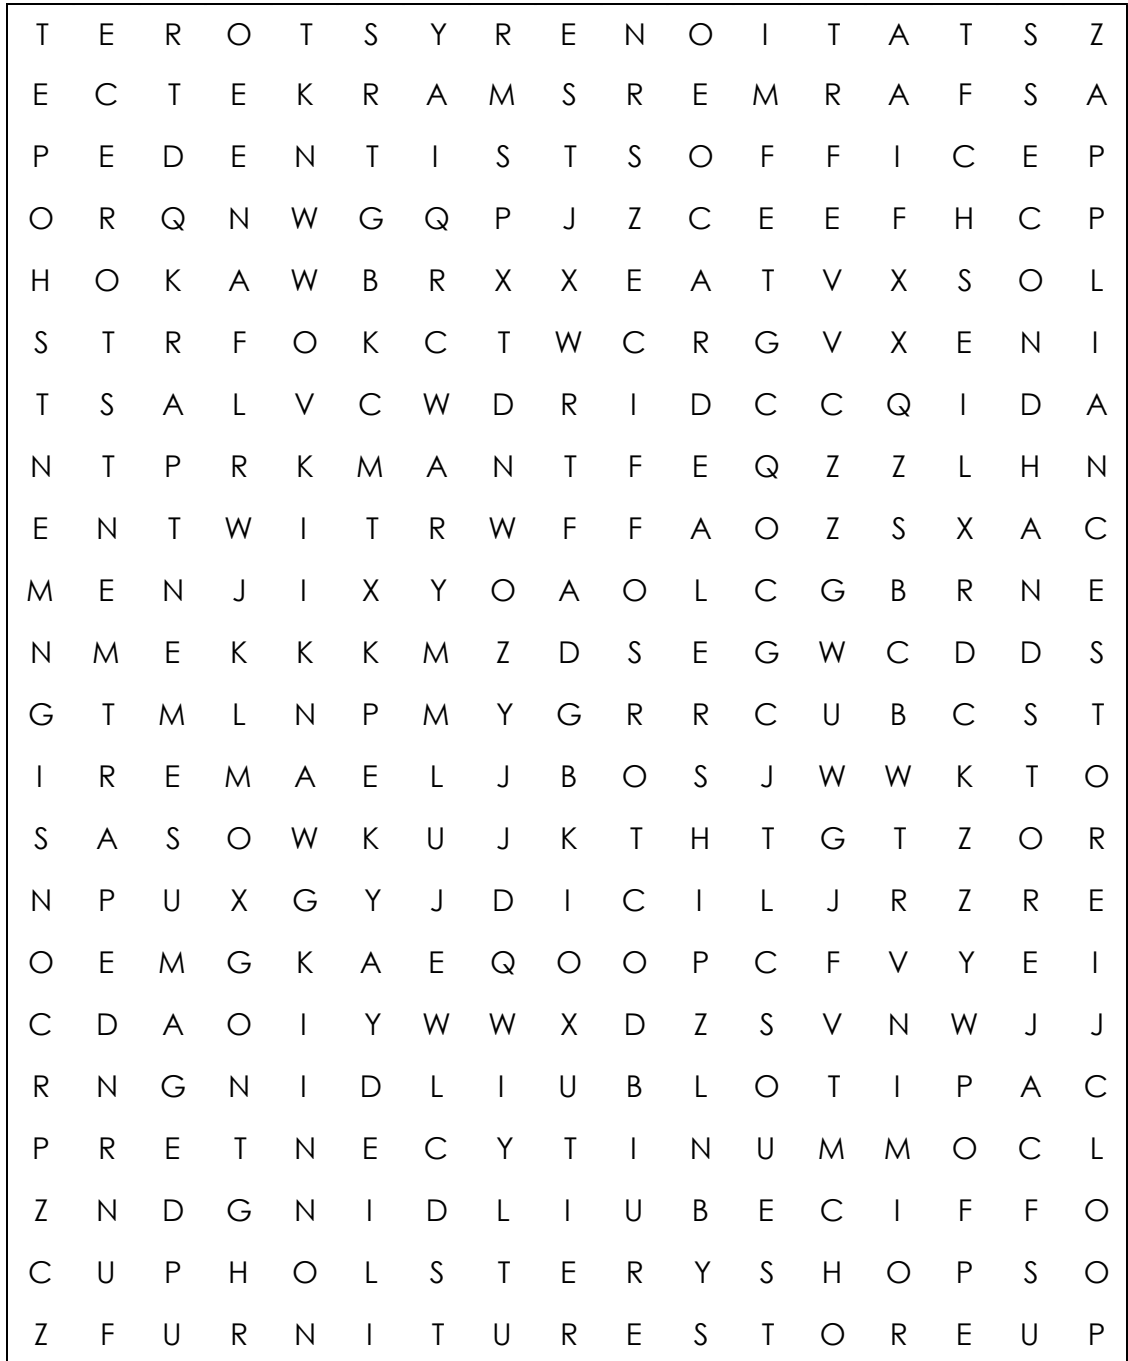 T E R O T S Y R E N O I T A T S Z
E C T E K R A M S R E M R A F S A
P E D E N T I S T S O F F I C E P
O R Q N W G Q P J Z C E E F H C P
H O K A W B R X X E A T V X S O L
S T R F O K C T W C R G V X E N I
T S A L V C W D R I D C C Q I D A
N T P R K M A N T F E Q Z Z L H N
E N T W I T R W F F A O Z S X A C
M E N J I X Y O A O L C G B R N E
N M E K K K M Z D S E G W C D D S
G T M L N P M Y G R R C U B C S T
I R E M A E L J B O S J W W K T O
S A S O W K U J K T H T G T Z O R
N P U X G Y J D I C I L J R Z R E
O E M G K A E Q O O P C F V Y E I
C D A O I Y W W X D Z S V N W J J
R N G N I D L I U B L O T I P A C
P R E T N E C Y T I N U M M O C L
Z N D G N I D L I U B E C I F F O
C U P H O L S T E R Y S H O P S O
Z F U R N I T U R E S T O R E U P